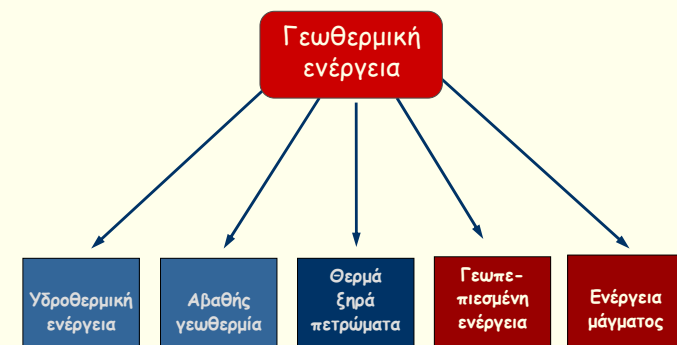 Γεωθερμική
ενέργεια
Υδροθερμική
ενέργεια
Αβαθής
γεωθερμία
Θερμά
ξηρά
πετρώματα
Γεωπε-
πιεσμένη
ενέργεια
Ενέργεια
μάγματος